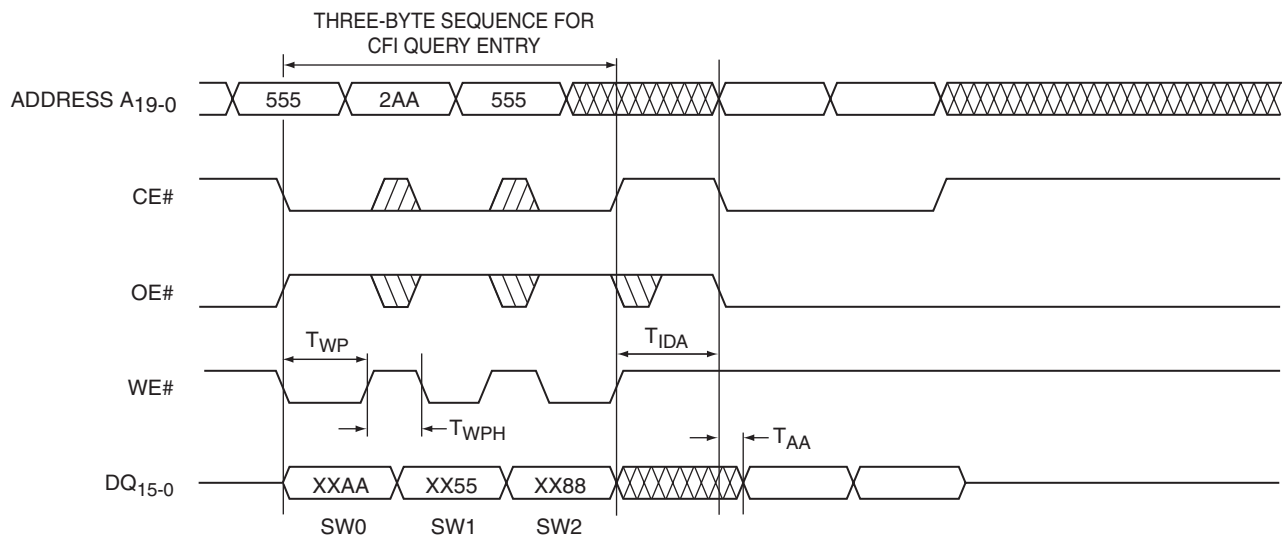 THREE-BYTE SEQUENCE FOR
CFI QUERY ENTRY
ADDRESS A19-0
555
2AA
555
CE#
OE#
TWP
TIDA
WE#
TWPH
TAA
DQ15-0
XXAA
XX55
XX88
SW0
SW1
SW2